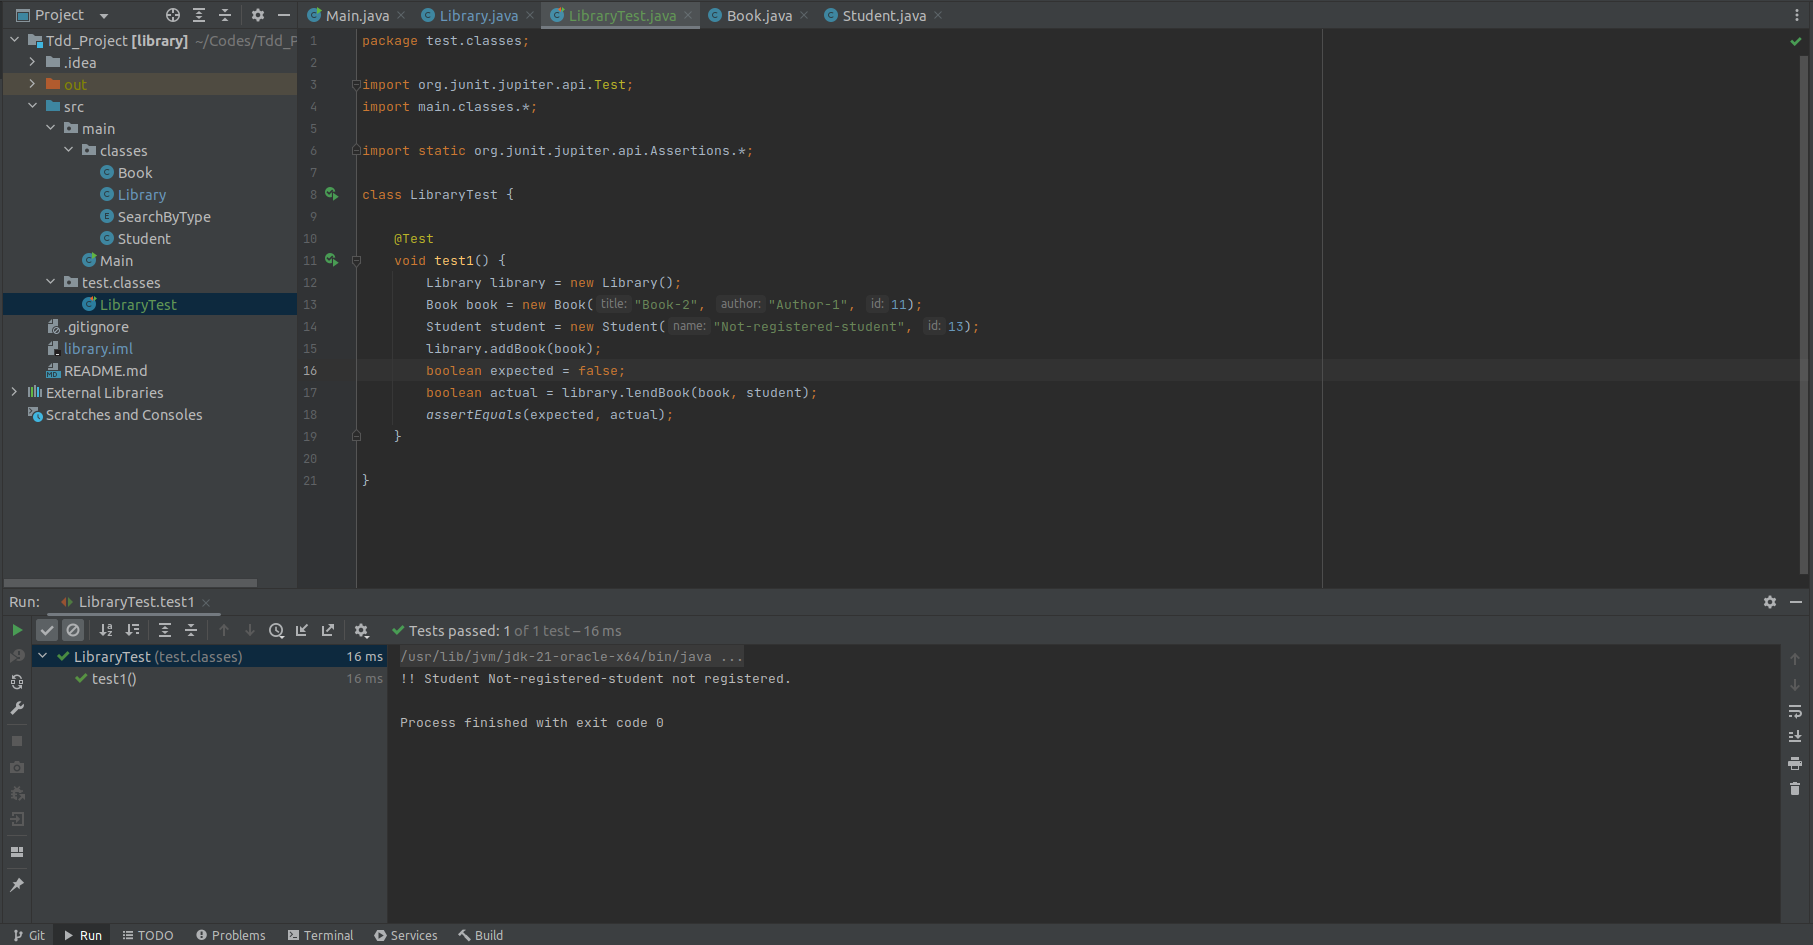 Project
Main.java
Library.java
LibraryTest.java
Book.java
Student.java
Tdd_Project [library] ~/Codes/Tdd_P
.idea
out
src
main
classes
Book
Library
SearchByType
Student
Main
test.classes
LibraryTest
.gitignore
library.iml
README.md
External Libraries
Scratches and Consoles
1 package test.classes;
2
3 import org.junit.jupiter.api.Test;
4 import main.classes.*;
5
6 import static org.junit.jupiter.api.Assertions.*;
7
8 class LibraryTest {
9
10 @Test
11 void test1() {
12 Library library = new Library();
13 Book book = new Book( title: "Book-2", author: "Author-1", id: 11);
14 Student student = new Student( name: "Not-registered-student", id: 13);
15 library.addBook(book);
16 boolean expected = false;
17 boolean actual = library.lendBook(book, student);
18 assertEquals(expected, actual);
19 }
20
21 }
Run: LibraryTest.test1
Tests passed: 1 of 1 test – 16 ms
LibraryTest (test.classes) 16 ms
test1() 16 ms
/usr/lib/jvm/jdk-21-oracle-x64/bin/java ...
!! Student Not-registered-student not registered.
Process finished with exit code 0
Git Run TODO Problems Terminal Services Build